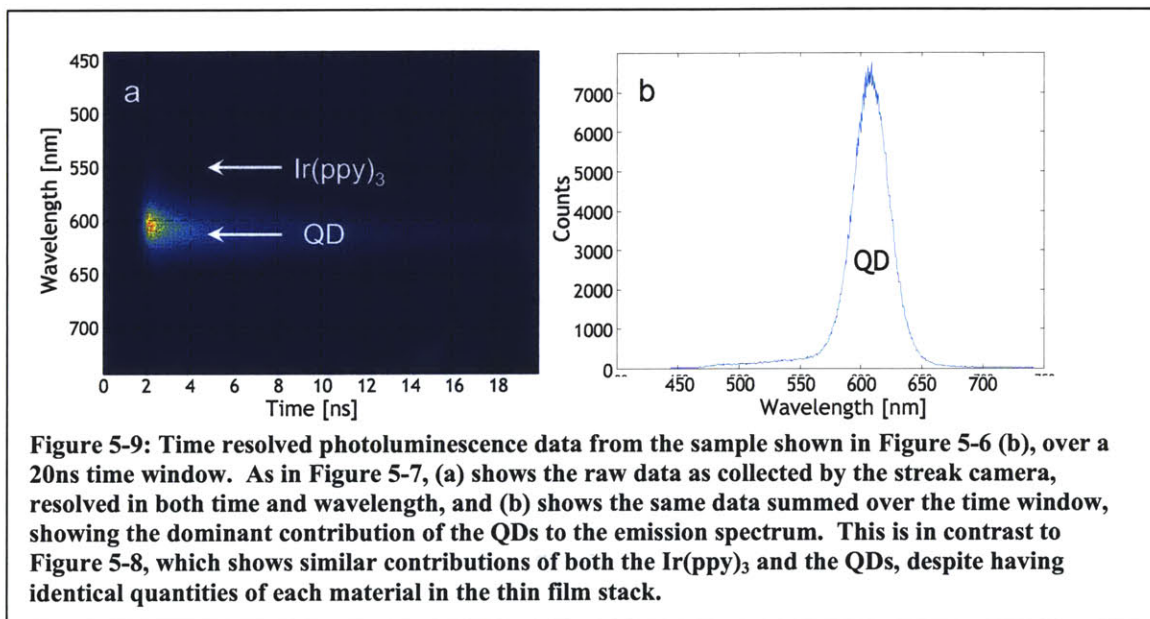 a
450
500
550
600
650
700
Wavelength [nm]
Ir(ppy)₃
QD
0 2 4 6 8 10 12 14 16 18
Time [ns]
b
7000
6000
5000
4000
3000
2000
1000
0
Counts
QD
450 500 550 600 650 700
Wavelength [nm]
Figure 5-9: Time resolved photoluminescence data from the sample shown in Figure 5-6 (b), over a
20ns time window. As in Figure 5-7, (a) shows the raw data as collected by the streak camera,
resolved in both time and wavelength, and (b) shows the same data summed over the time window,
showing the dominant contribution of the QDs to the emission spectrum. This is in contrast to
Figure 5-8, which shows similar contributions of both the Ir(ppy)₃ and the QDs, despite having
identical quantities of each material in the thin film stack.